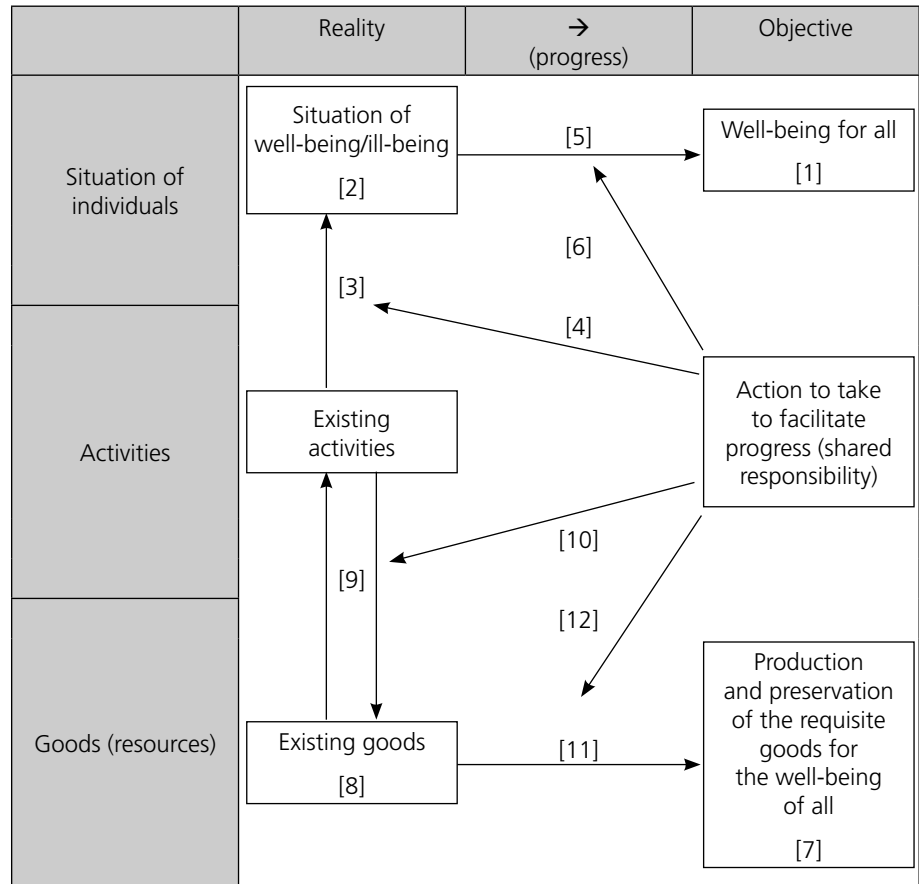 Reality
→
(progress)
Objective
Situation of
individuals
Situation of
well-being/ill-being
[2]
[5]
Well-being for all
[1]
[6]
[3]
[4]
Activities
Existing
activities
Action to take
to facilitate
progress (shared
responsibility)
[10]
[9]
[12]
Goods (resources)
Existing goods
[8]
[11]
Production
and preservation
of the requisite
goods for
the well-being
of all
[7]